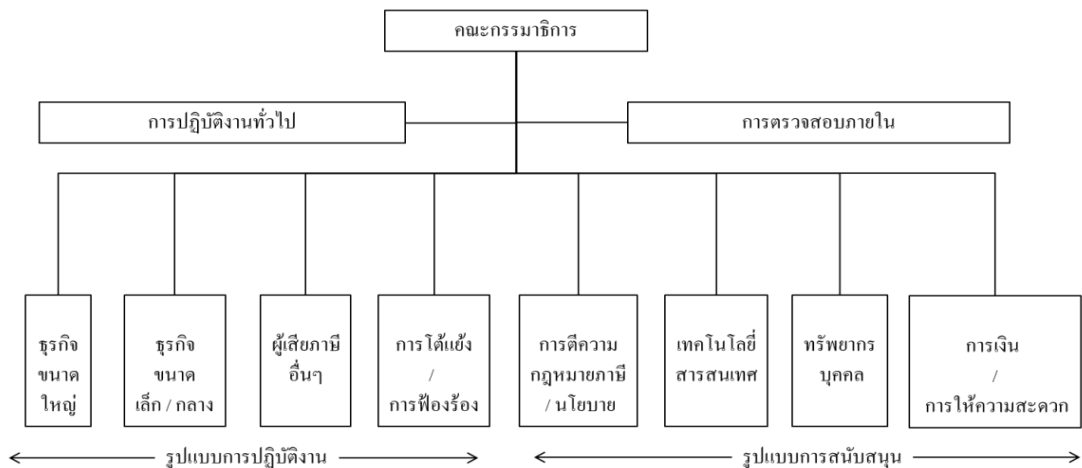 คณะกรรมาธิการ
การปฏิบัติงานทั่วไป
การตรวจสอบภายใน
ธุรกิจ
ขนาด
ใหญ่
ธุรกิจ
ขนาด
เล็ก / กลาง
ผู้เสียภาษี
อื่นๆ
การโต้แย้ง
/
การฟ้องร้อง
การตีความ
กฎหมายภาษี
/ นโยบาย
เทคโนโลยี่
สารสนเทศ
ทรัพยากร
บุคคล
การเงิน
/
การให้ความสะดวก
รูปแบบการปฏิบัติงาน
รูปแบบการสนับสนุน